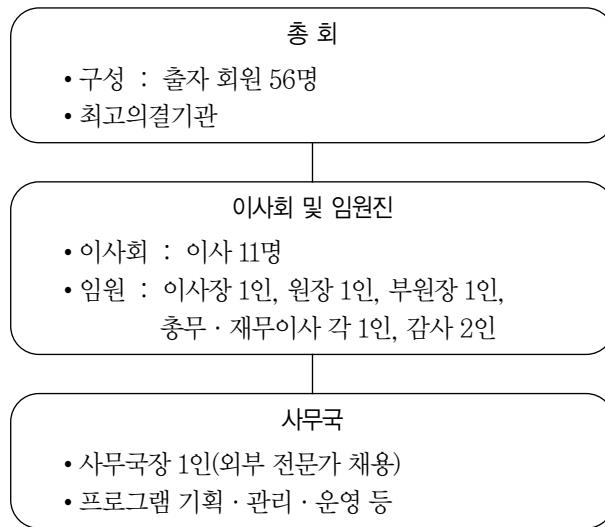 총 회
• 구성 : 출자 회원 56명
• 최고의결기관
이사회 및 임원진
• 이사회 : 이사 11명
• 임원 : 이사장 1인, 원장 1인, 부원장 1인,
총무 · 재무이사 각 1인, 감사 2인
사무국
• 사무국장 1인(외부 전문가 채용)
• 프로그램 기획 · 관리 · 운영 등